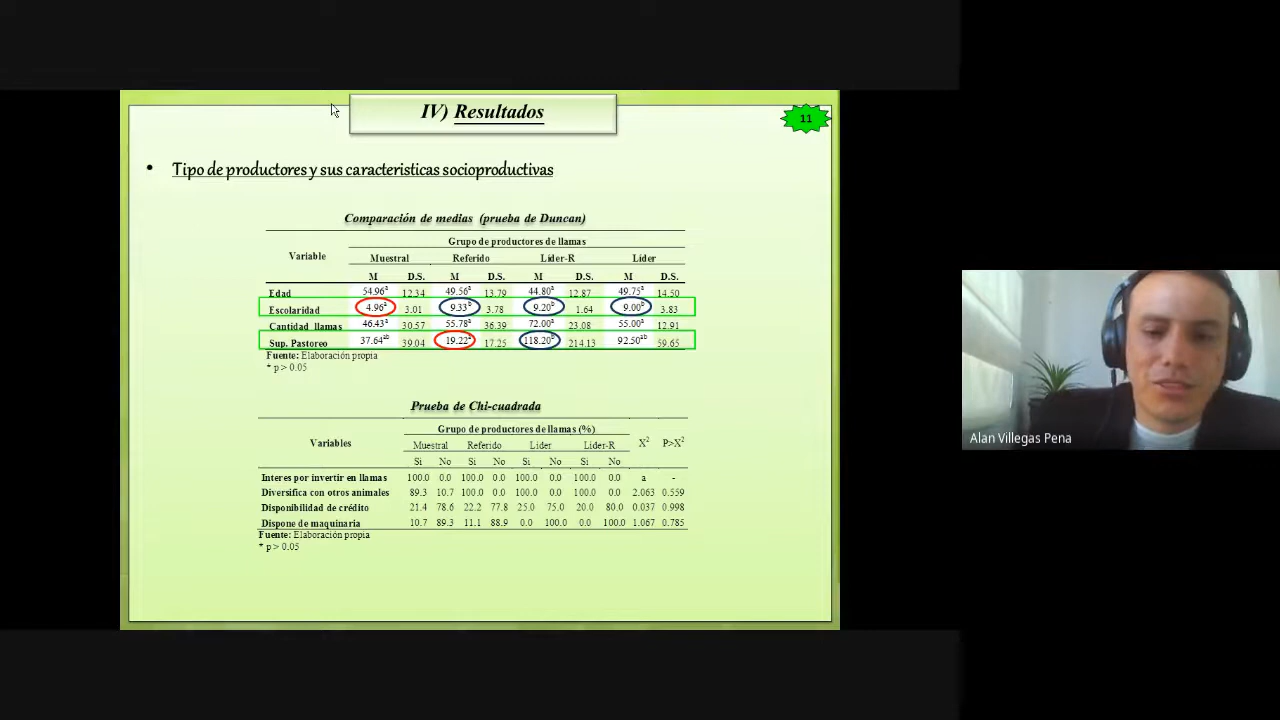 IV) Resultados
11
• Tipo de productores y sus caracteristicas socioproductivas
Comparación de medias (prueba de Duncan)
Grupo de productores de llamas
Variable Muestral Referido Líder-R Líder
M D.S. M D.S. M D.S. M D.S.
Edad 54.96ª 12.34 49.56ª 13.79 44.80ª 12.87 49.75ª 14.50
Escolaridad 4.96ª 3.01 9.33ᵇ 3.78 9.20ᵇ 1.64 9.00ᵇ 3.83
Cantidad llamas 46.43ª 30.57 55.78ª 36.39 72.00ª 23.08 55.00ª 12.91
Sup. Pastoreo 37.64ªᵇ 39.04 19.22ª 17.25 118.20ᵇ 214.13 92.50ªᵇ 59.65
Fuente: Elaboración propia
* p > 0.05
Prueba de Chi-cuadrada
Grupo de productores de llamas (%)
Variables Muestral Referido Líder Líder-R X² P>X²
Si No Si No Si No Si No
Interes por invertir en llamas 100.0 0.0 100.0 0.0 100.0 0.0 100.0 0.0 a -
Diversifica con otros animales 89.3 10.7 100.0 0.0 100.0 0.0 100.0 0.0 2.063 0.559
Disponibilidad de crédito 21.4 78.6 22.2 77.8 25.0 75.0 20.0 80.0 0.037 0.998
Dispone de maquinaria 10.7 89.3 11.1 88.9 0.0 100.0 0.0 100.0 1.067 0.785
Fuente: Elaboración propia
* p > 0.05
Alan Villegas Pena